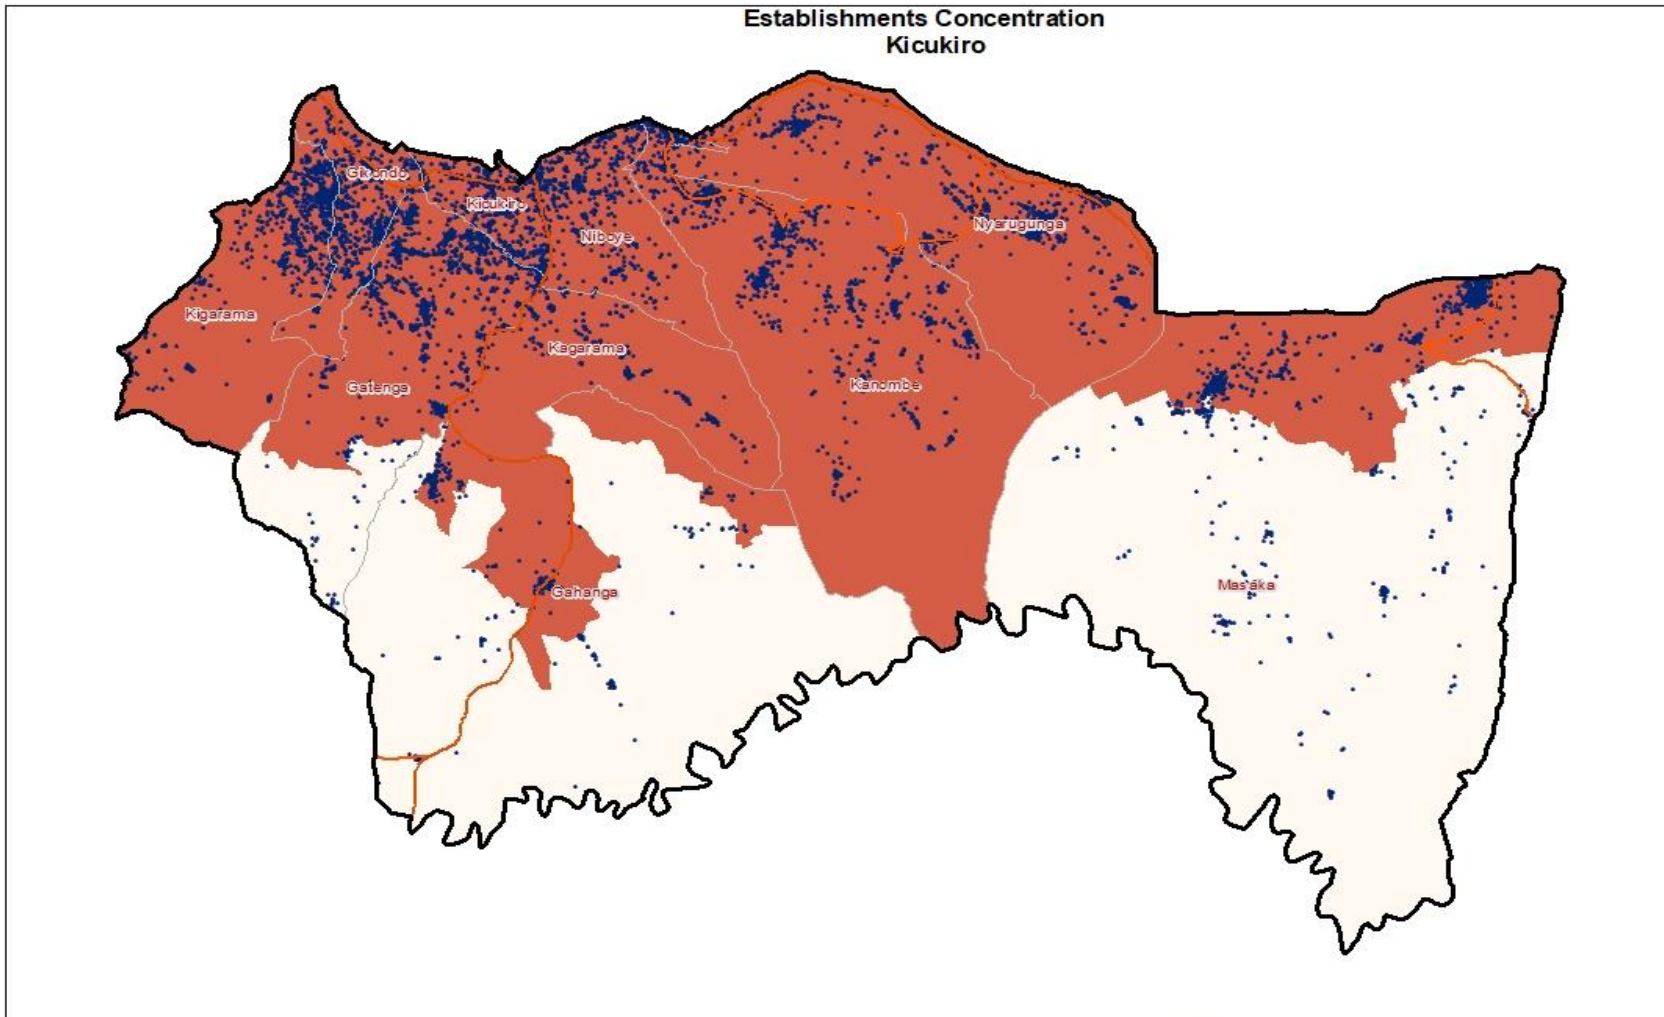 Establishments Concentration
Kicukiro
Gikondo
Kicukiro
Nyarugunga
Niboye
Kigarama
Kagarama
Gatenga
Kanombe
Masaka
Gahanga